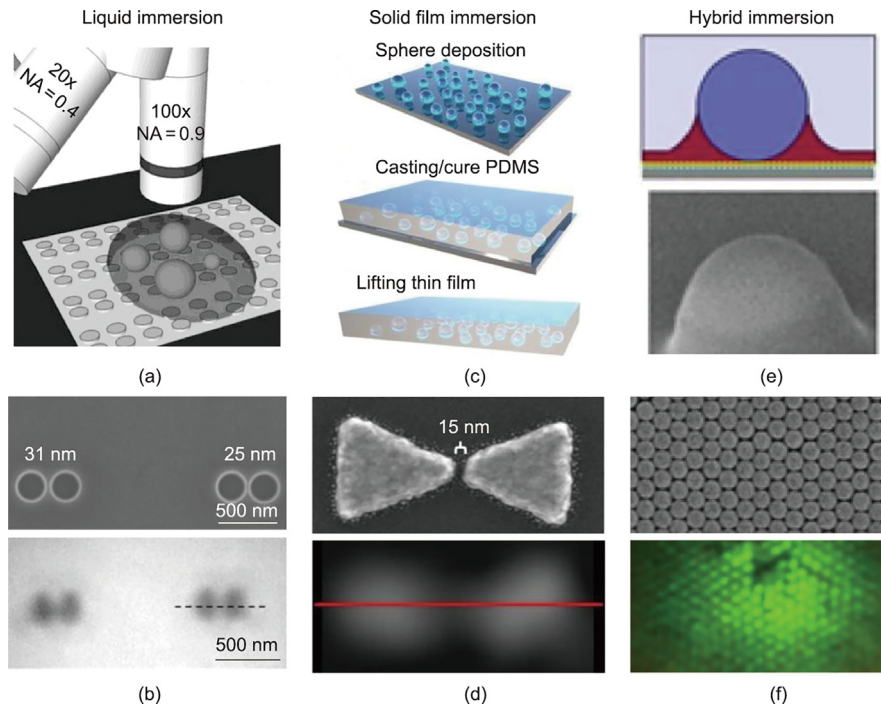 Liquid immersion
Solid film immersion
Hybrid immersion
20x
NA = 0.4
100x
NA = 0.9
Sphere deposition
Casting/cure PDMS
Lifting thin film
(a)
(c)
(e)
31 nm
25 nm
500 nm
15 nm
500 nm
(b)
(d)
(f)